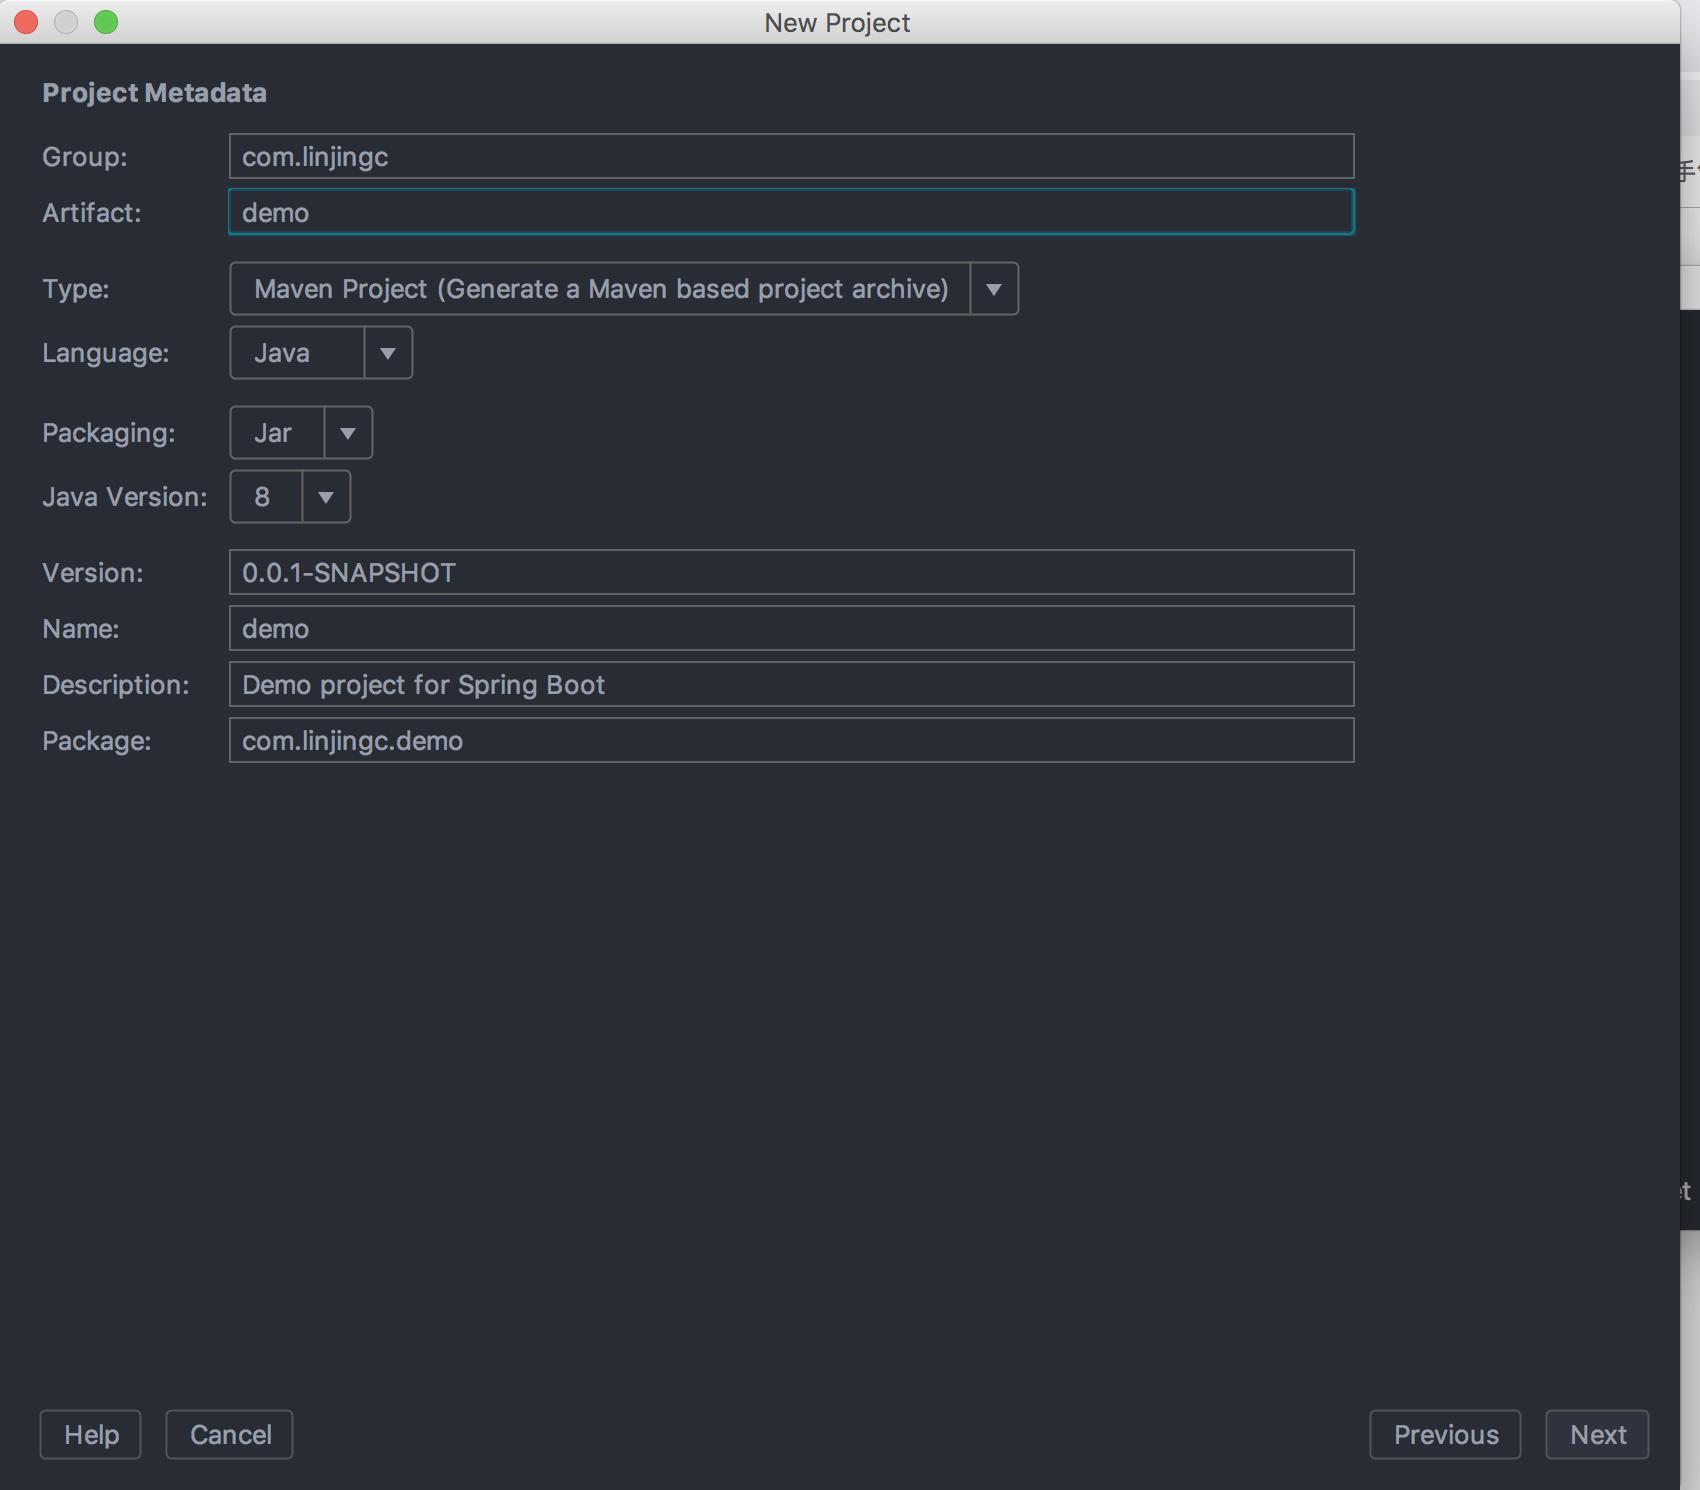 New Project
Project Metadata
Group: com.linjingc
Artifact: demo
Type: Maven Project (Generate a Maven based project archive)
Language: Java
Packaging: Jar
Java Version: 8
Version: 0.0.1-SNAPSHOT
Name: demo
Description: Demo project for Spring Boot
Package: com.linjingc.demo
Help Cancel Previous Next